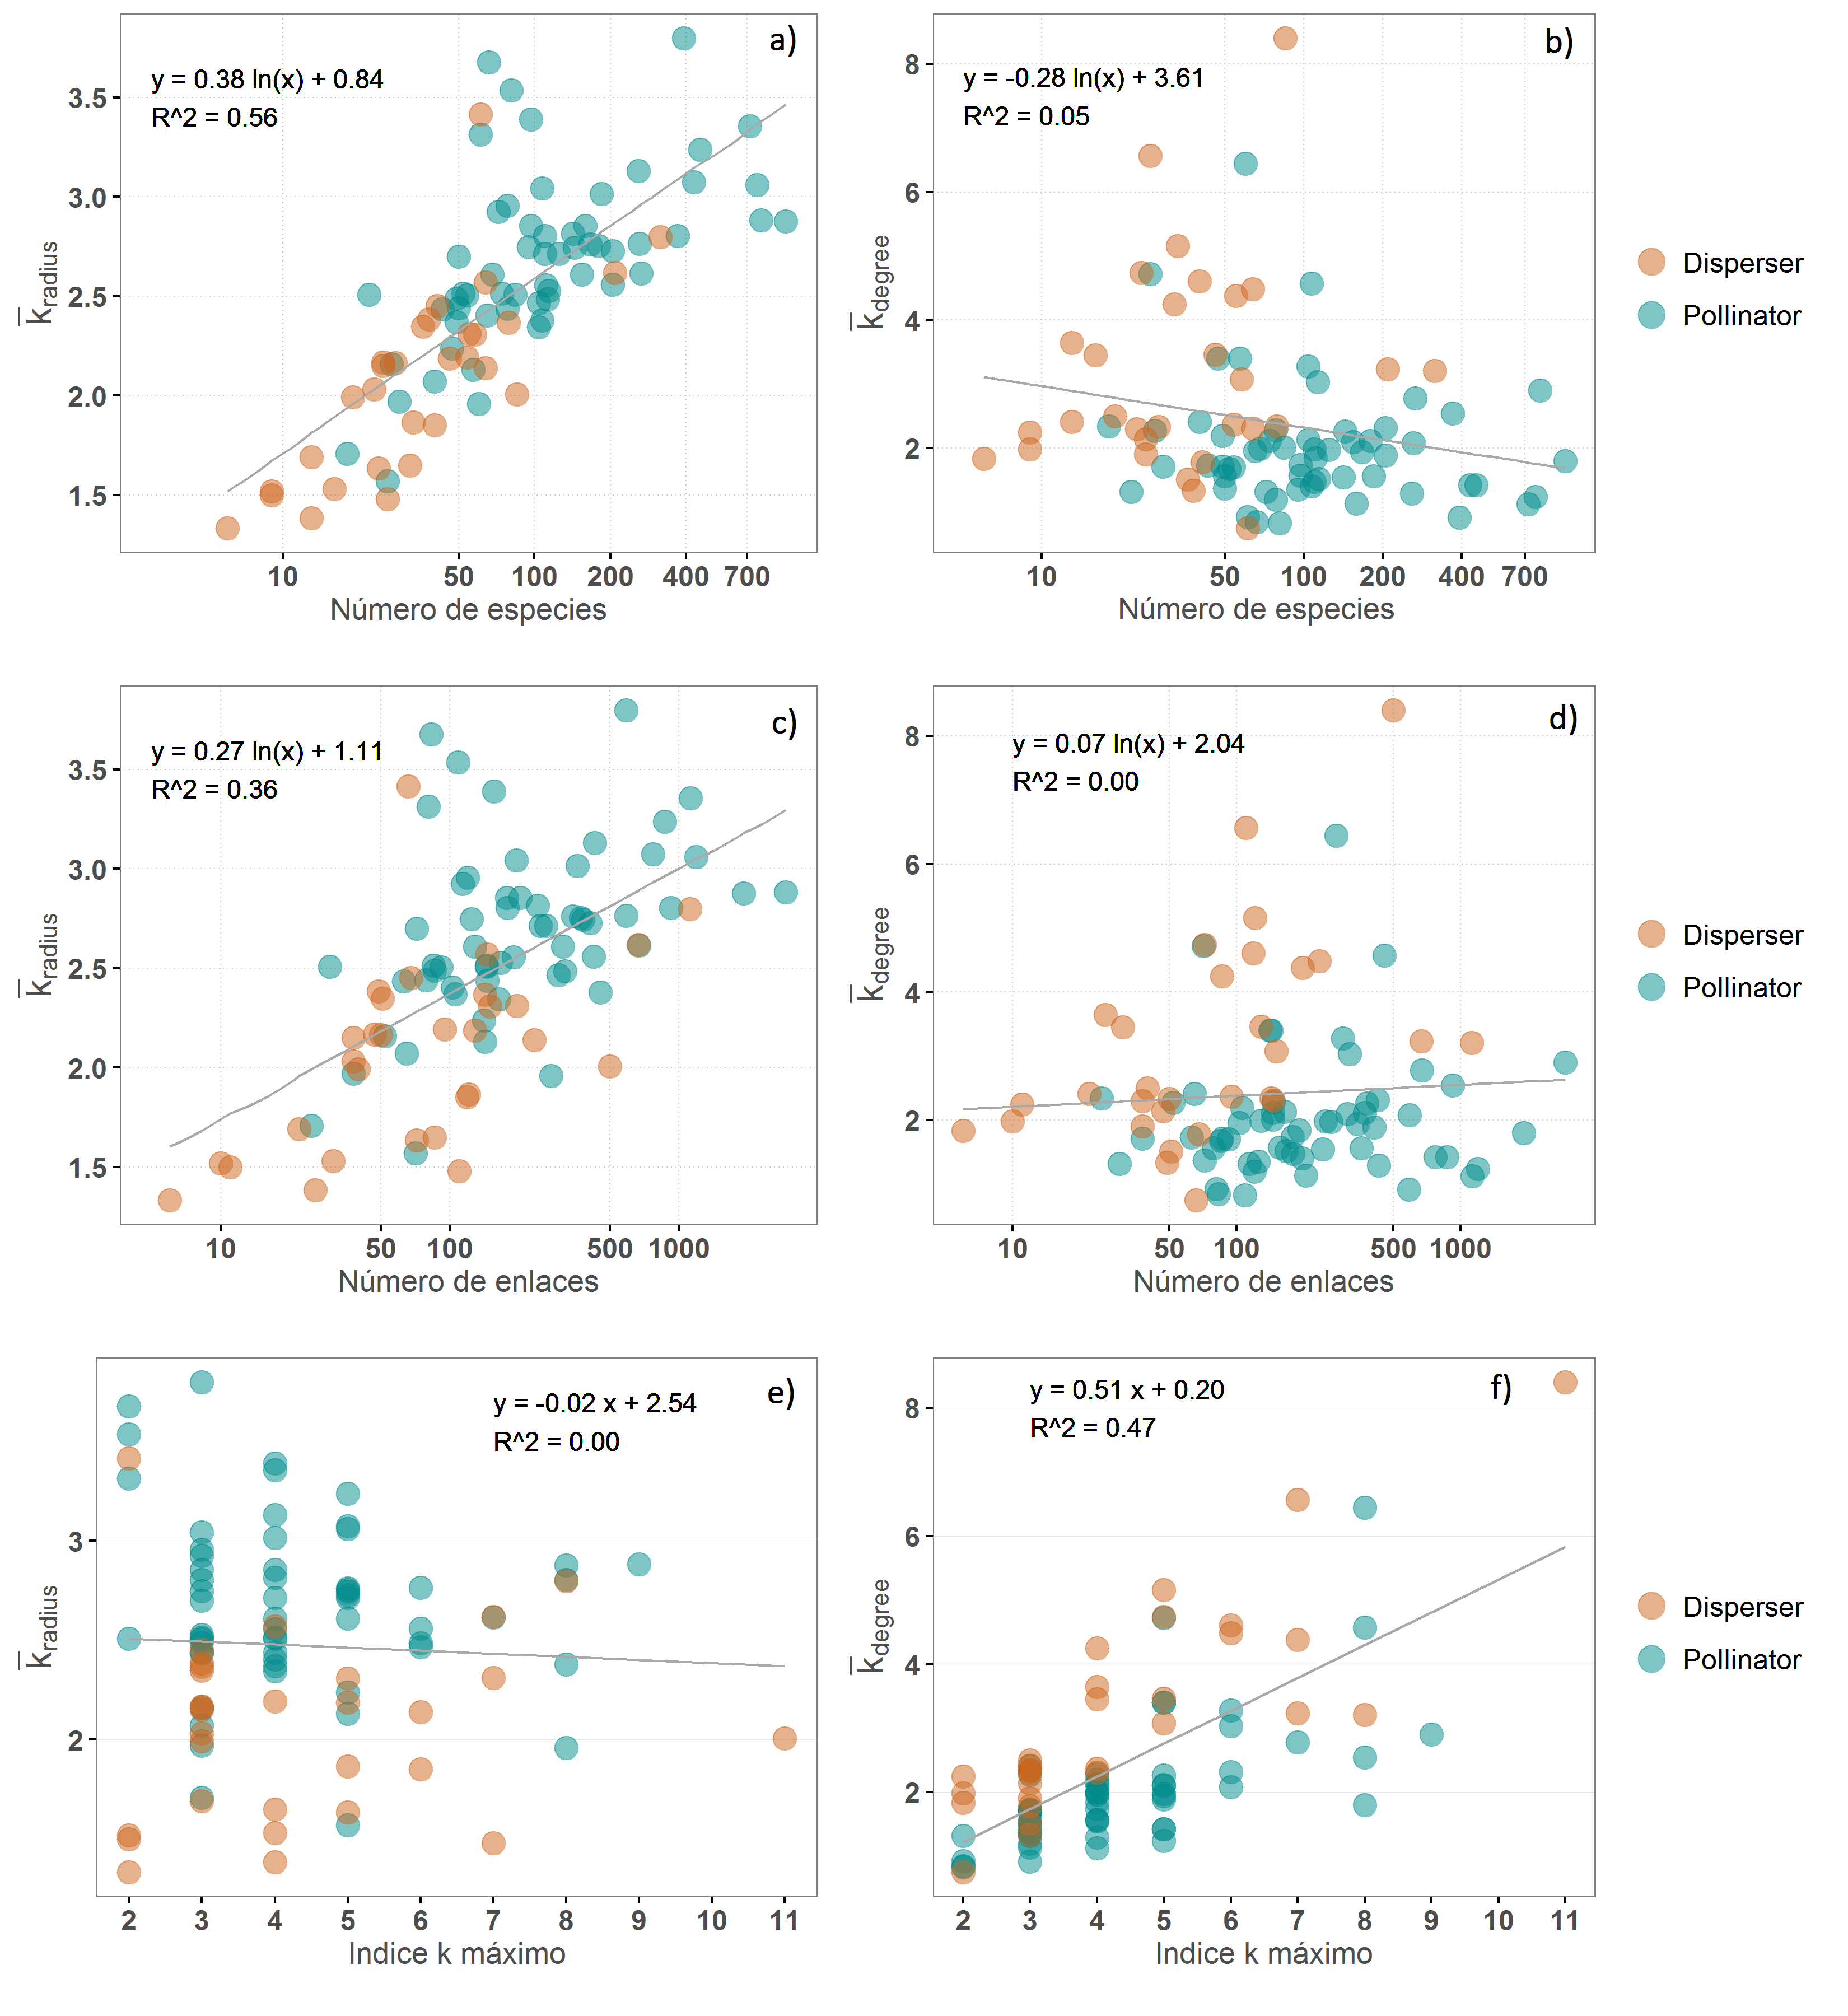 a)
y = 0.38 ln(x) + 0.84
R^2 = 0.56
3.5
3.0
2.5
2.0
1.5
k̅radius
10 50 100 200 400 700
Número de especies
b)
y = -0.28 ln(x) + 3.61
R^2 = 0.05
8
6
4
2
k̅degree
10 50 100 200 400 700
Número de especies
Disperser
Pollinator
c)
y = 0.27 ln(x) + 1.11
R^2 = 0.36
3.5
3.0
2.5
2.0
1.5
k̅radius
10 50 100 500 1000
Número de enlaces
d)
y = 0.07 ln(x) + 2.04
R^2 = 0.00
8
6
4
2
k̅degree
10 50 100 500 1000
Número de enlaces
Disperser
Pollinator
e)
y = -0.02 x + 2.54
R^2 = 0.00
3
2
k̅radius
2 3 4 5 6 7 8 9 10 11
Indice k máximo
f)
y = 0.51 x + 0.20
R^2 = 0.47
8
6
4
2
k̅degree
2 3 4 5 6 7 8 9 10 11
Indice k máximo
Disperser
Pollinator